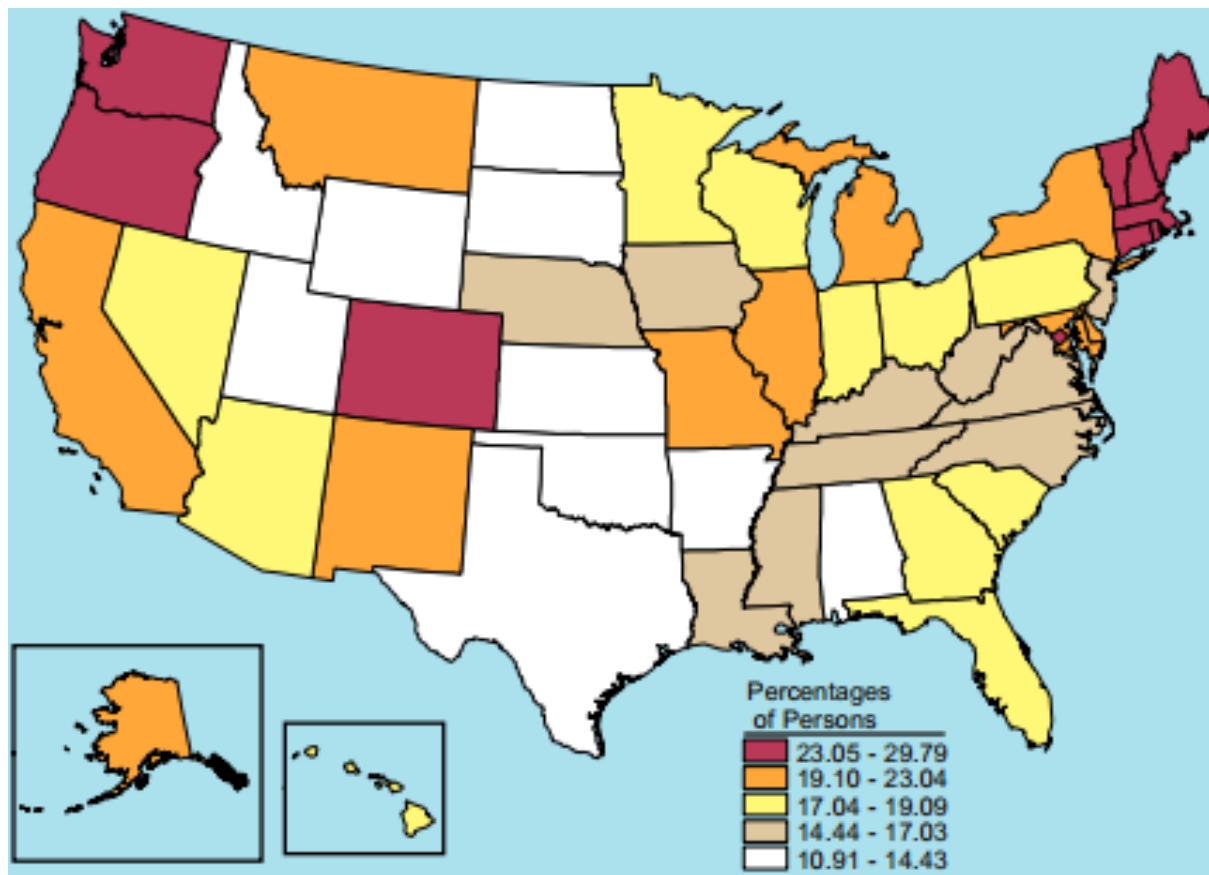 Percentages
of Persons
23.05 - 29.79
19.10 - 23.04
17.04 - 19.09
14.44 - 17.03
10.91 - 14.43